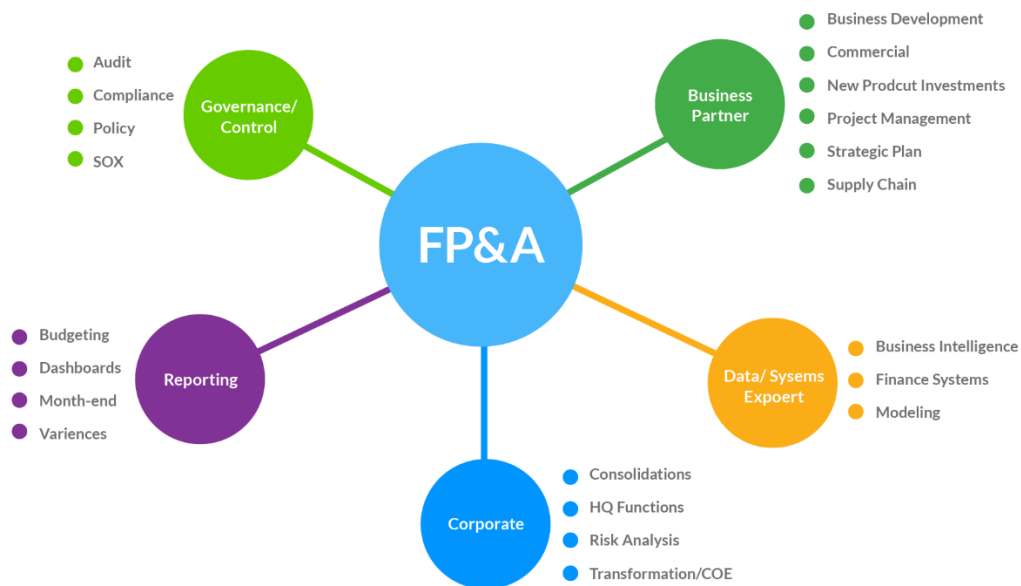 Audit
Compliance
Policy
SOX
Governance/
Control
Business
Partner
Business Development
Commercial
New Prodcut Investments
Project Management
Strategic Plan
Supply Chain
FP&A
Budgeting
Dashboards
Month-end
Variences
Reporting
Data/ Sysems
Expoert
Business Intelligence
Finance Systems
Modeling
Corporate
Consolidations
HQ Functions
Risk Analysis
Transformation/COE